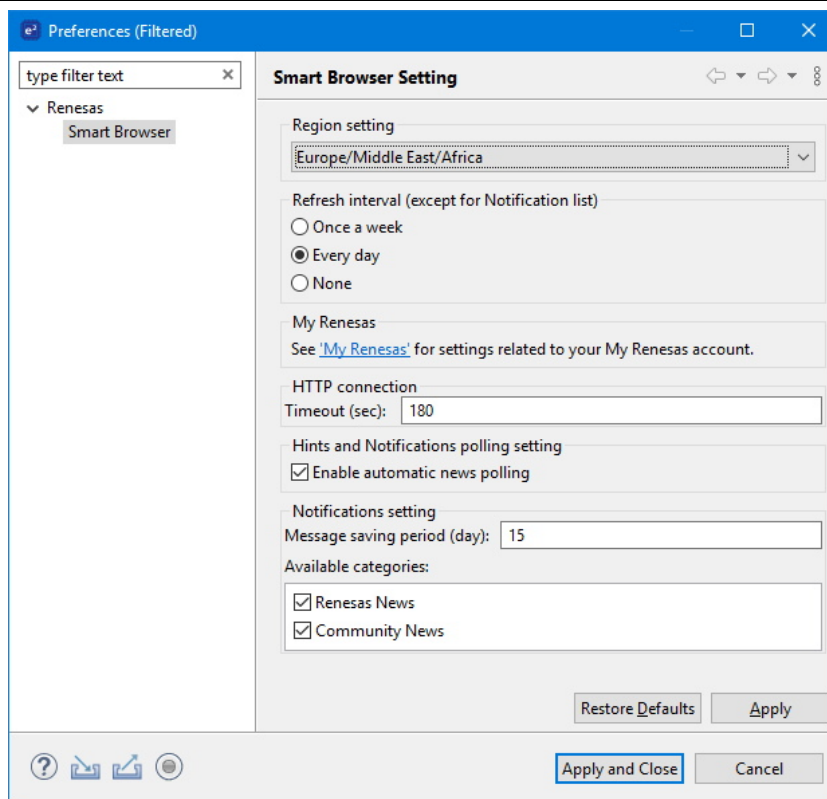 e² Preferences (Filtered)
type filter text
Renesas
Smart Browser
Smart Browser Setting
Region setting
Europe/Middle East/Africa
Refresh interval (except for Notification list)
Once a week
Every day
None
My Renesas
See 'My Renesas' for settings related to your My Renesas account.
HTTP connection
Timeout (sec): 180
Hints and Notifications polling setting
Enable automatic news polling
Notifications setting
Message saving period (day): 15
Available categories:
Renesas News
Community News
Restore Defaults Apply
? Apply and Close Cancel